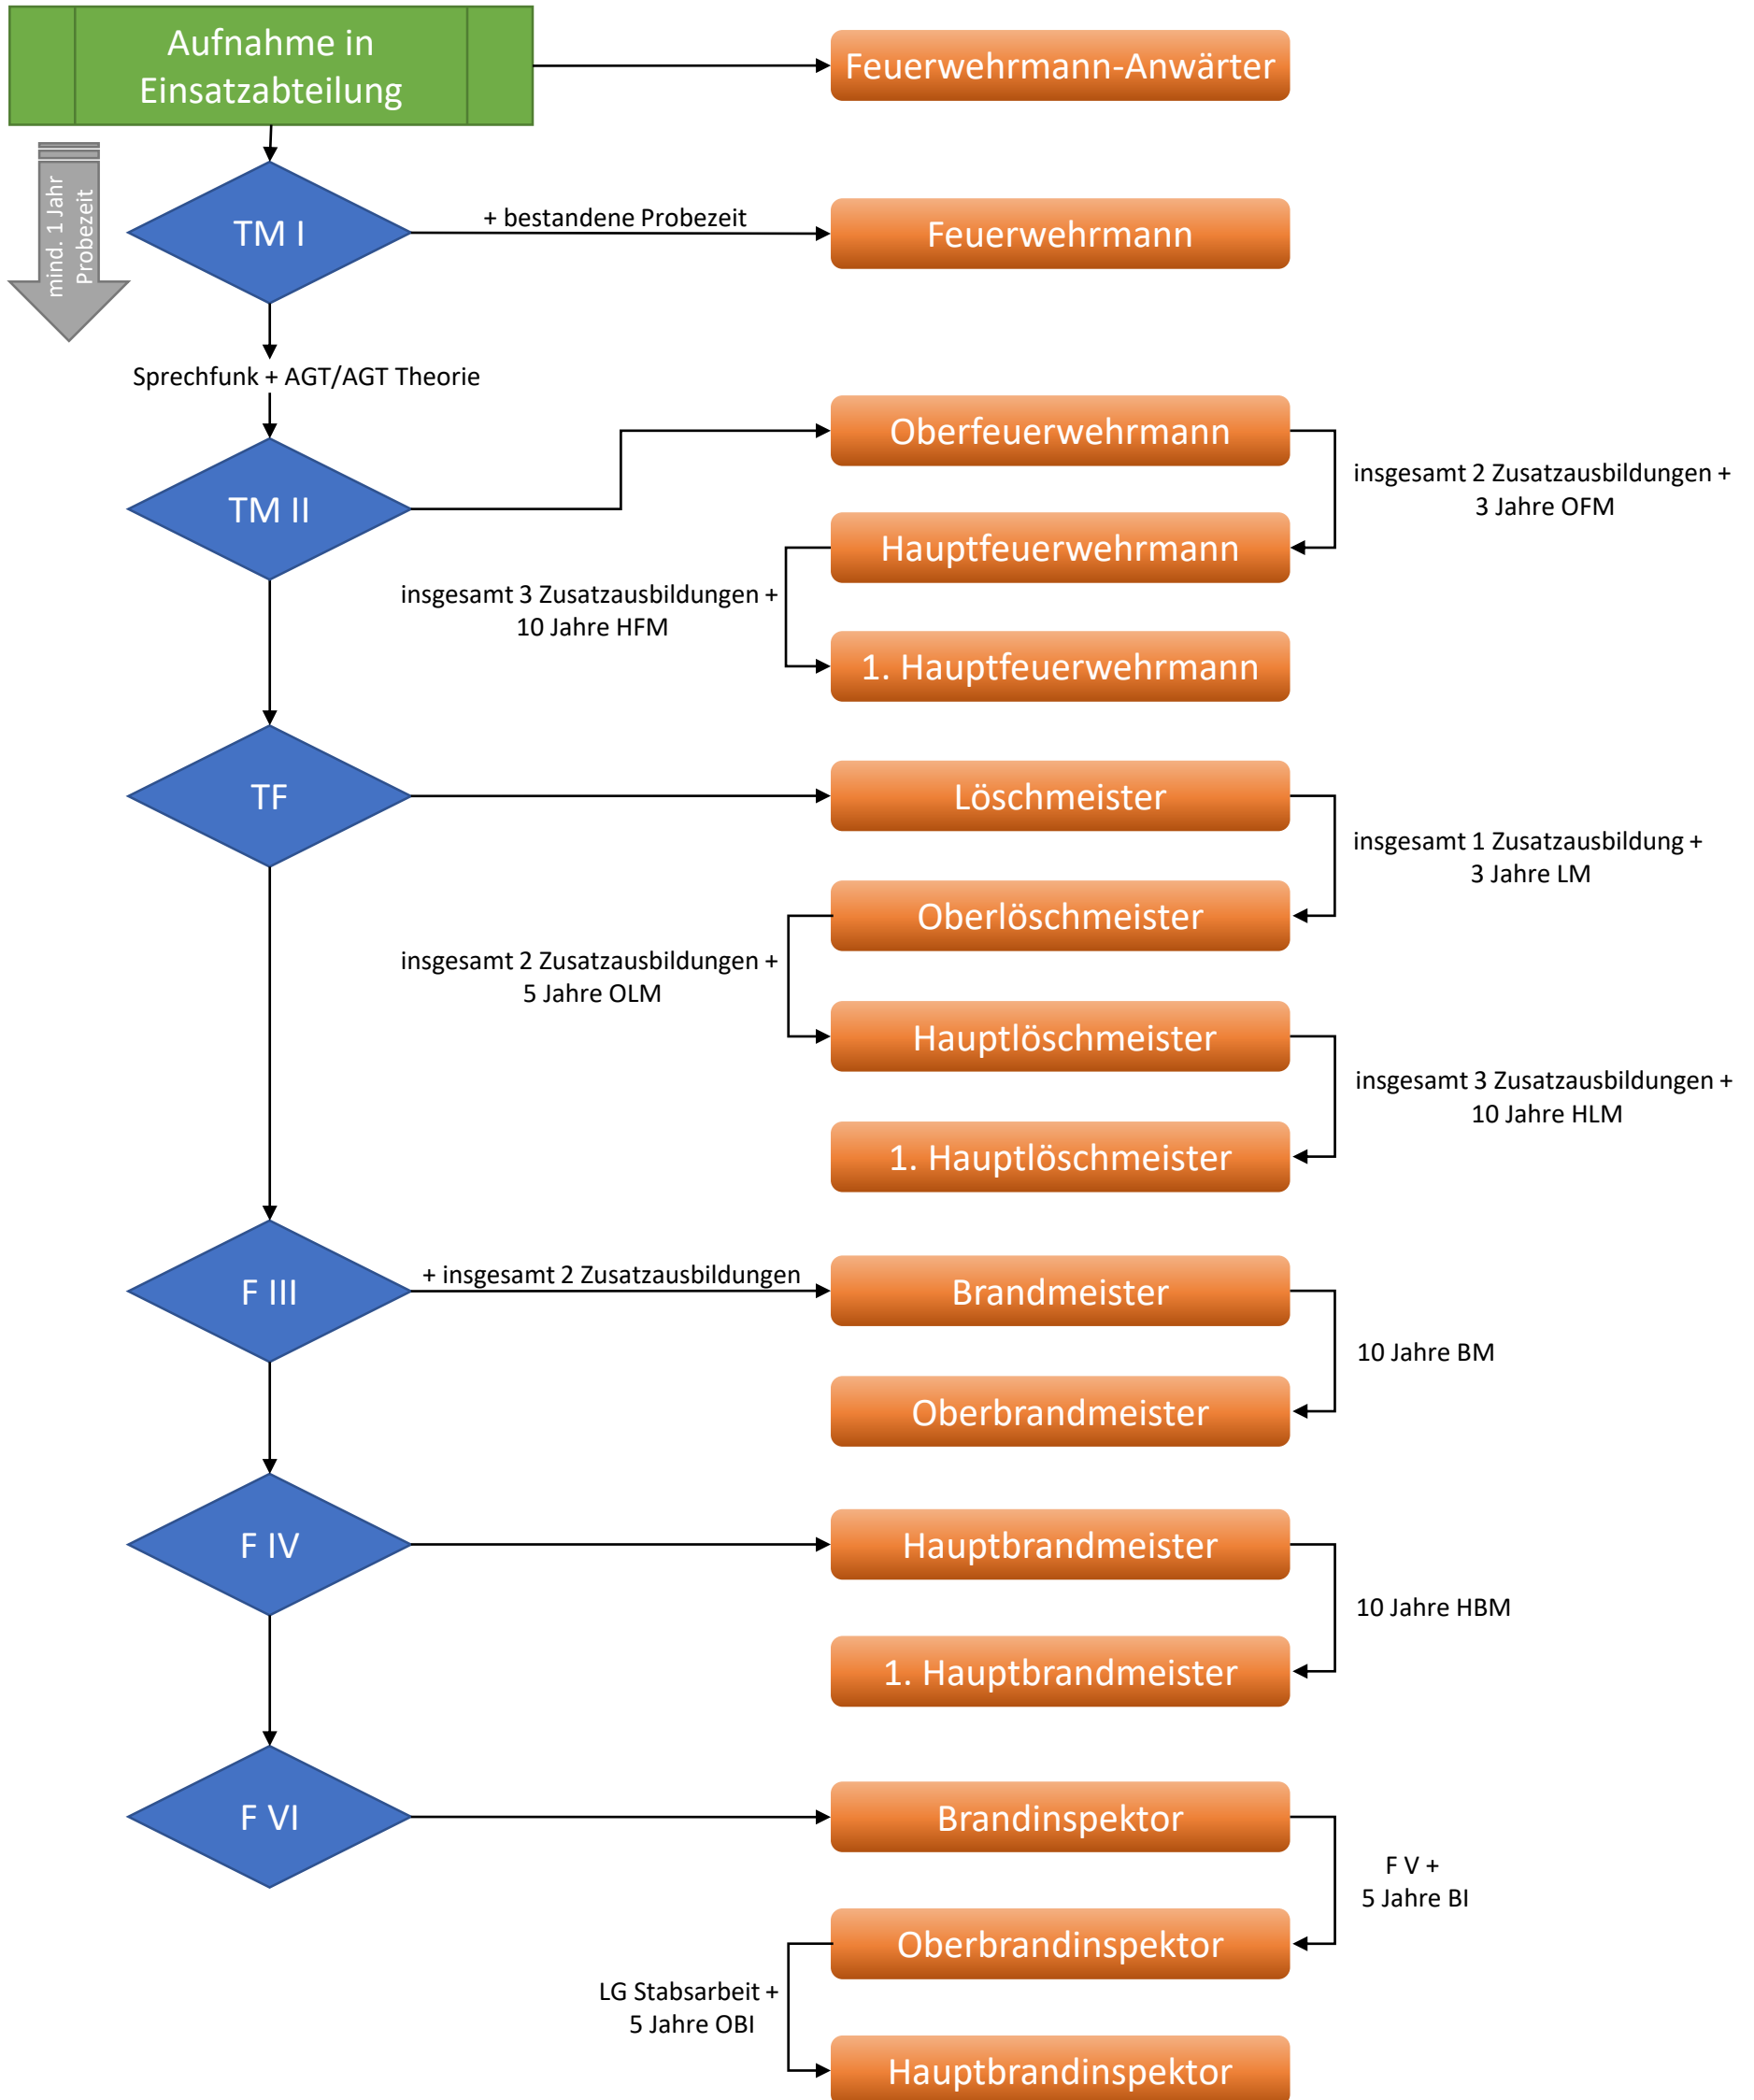 Aufnahme in
Einsatzabteilung
Feuerwehrmann-Anwärter
mind. 1 Jahr
Probezeit
TM I
+ bestandene Probezeit
Feuerwehrmann
Sprechfunk + AGT/AGT Theorie
TM II
Oberfeuerwehrmann
insgesamt 2 Zusatzausbildungen +
3 Jahre OFM
Hauptfeuerwehrmann
insgesamt 3 Zusatzausbildungen +
10 Jahre HFM
1. Hauptfeuerwehrmann
TF
Löschmeister
insgesamt 1 Zusatzausbildung +
3 Jahre LM
Oberlöschmeister
insgesamt 2 Zusatzausbildungen +
5 Jahre OLM
Hauptlöschmeister
insgesamt 3 Zusatzausbildungen +
10 Jahre HLM
1. Hauptlöschmeister
F III
+ insgesamt 2 Zusatzausbildungen
Brandmeister
10 Jahre BM
Oberbrandmeister
F IV
Hauptbrandmeister
10 Jahre HBM
1. Hauptbrandmeister
F VI
Brandinspektor
F V +
5 Jahre BI
Oberbrandinspektor
LG Stabsarbeit +
5 Jahre OBI
Hauptbrandinspektor